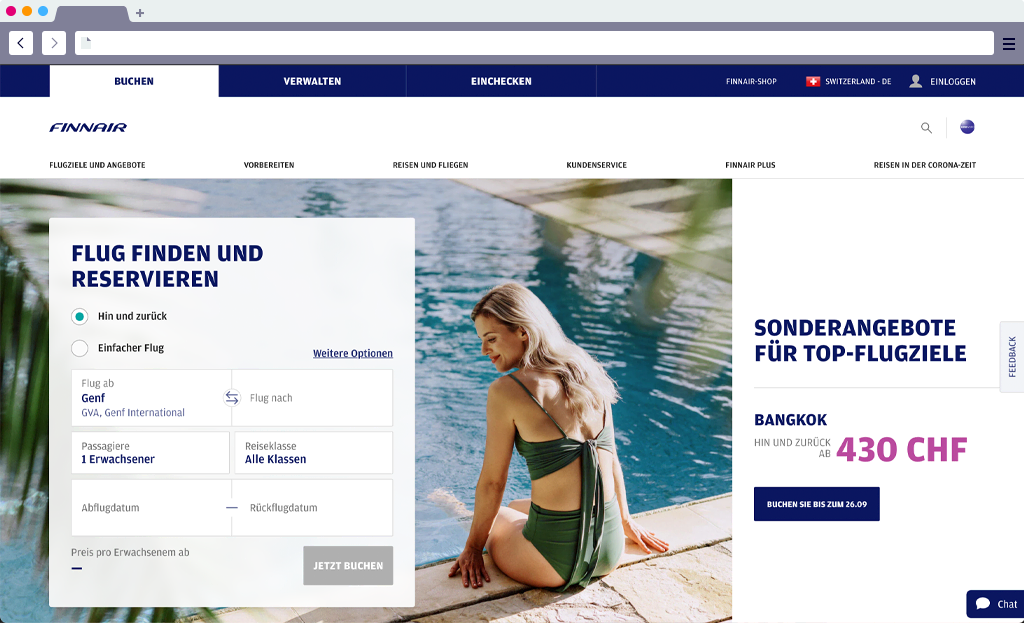 BUCHEN
VERWALTEN
EINCHECKEN
FINNAIR-SHOP
SWITZERLAND - DE
EINLOGGEN
FINNAIR
FLUGZIELE UND ANGEBOTE
VORBEREITEN
REISEN UND FLIEGEN
KUNDENSERVICE
FINNAIR PLUS
REISEN IN DER CORONA-ZEIT
FLUG FINDEN UND
RESERVIEREN
Hin und zurück
Einfacher Flug
Weitere Optionen
Flug ab
Genf
GVA, Genf International
Flug nach
Passagiere
1 Erwachsener
Reiseklasse
Alle Klassen
Abflugdatum
Rückflugdatum
Preis pro Erwachsenem ab
JETZT BUCHEN
SONDERANGEBOTE
FÜR TOP-FLUGZIELE
BANGKOK
HIN UND ZURÜCK
AB
430 CHF
BUCHEN SIE BIS ZUM 26.09
FEEDBACK
Chat